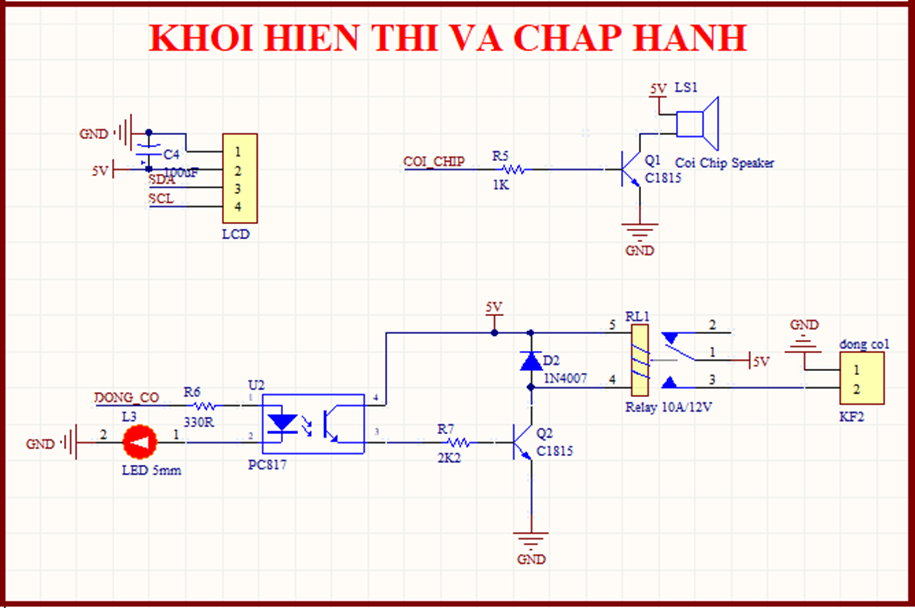 KHOI HIEN THI VA CHAP HANH
GND
5V
C4
100uF
SDA
SCL
1
2
3
4
LCD
COI_CHIP
R5
1K
5V
LS1
Q1
C1815
Coi Chip Speaker
GND
DONG_CO
R6
330R
L3
GND
2
1
LED 5mm
U2
1
2
4
3
PC817
R7
2K2
5V
D2
1N4007
Q2
C1815
GND
RL1
5
4
2
1
3
5V
Relay 10A/12V
GND
dong co1
1
2
KF2